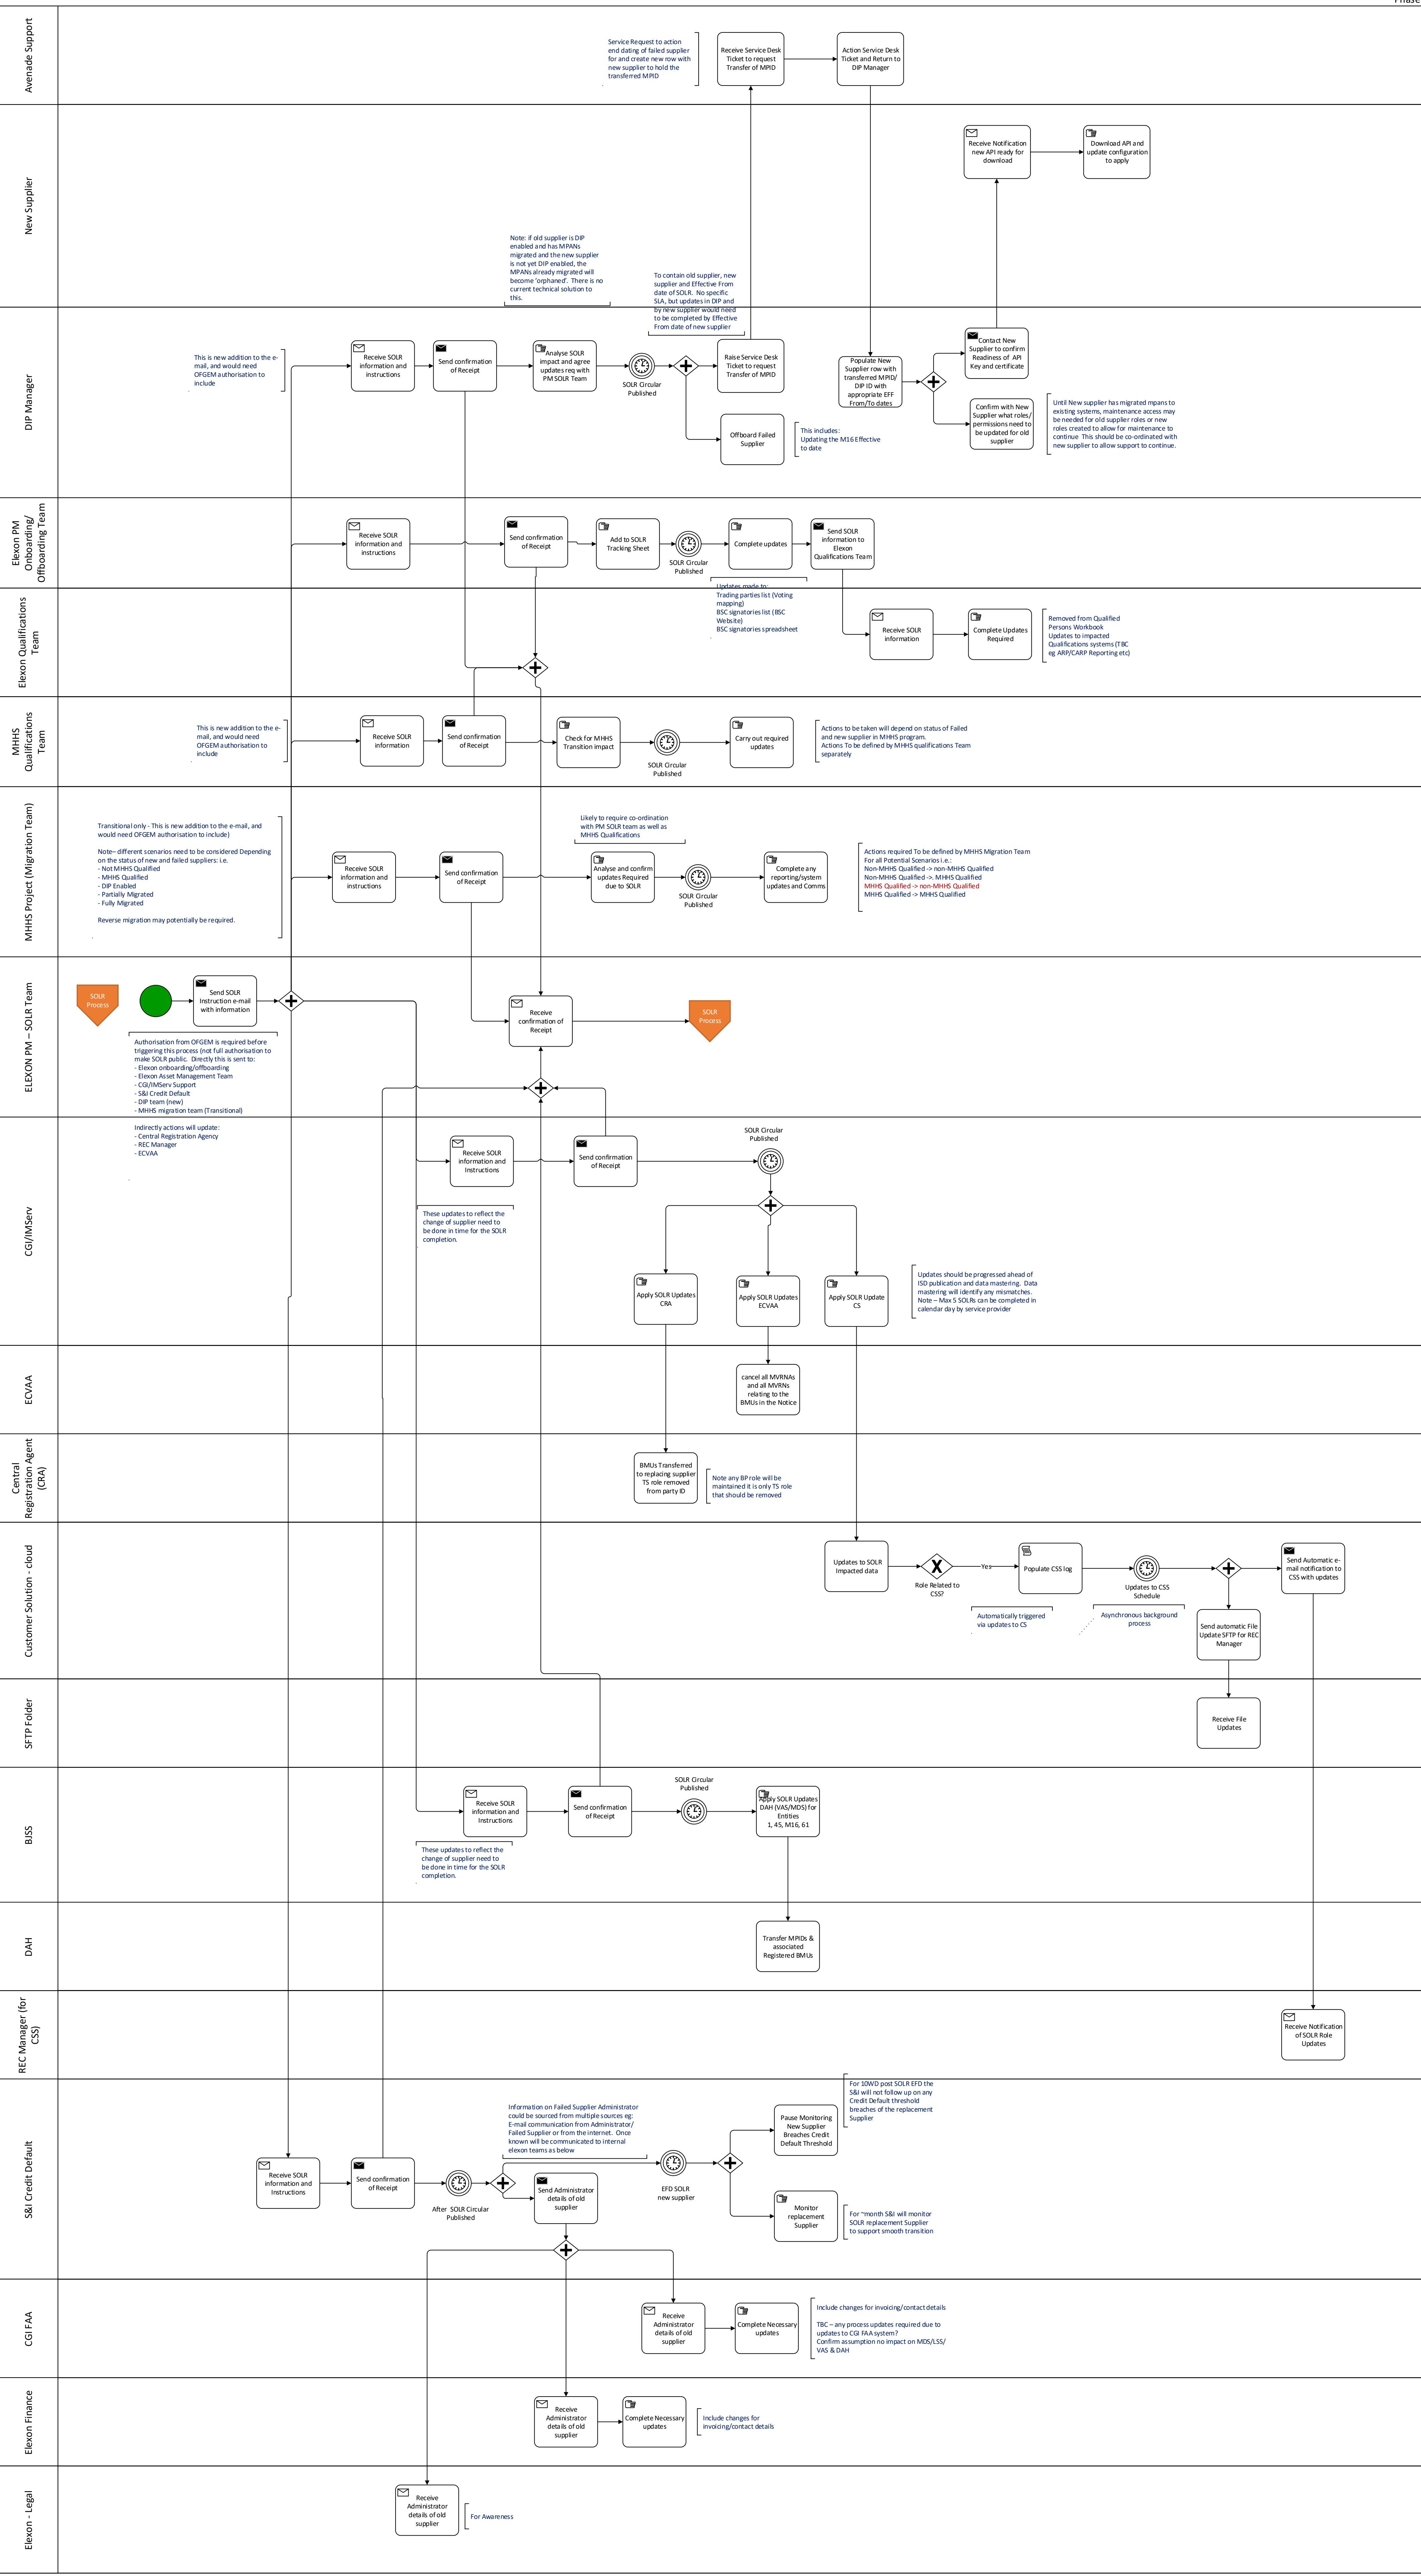 Phase
Avenade Support
Service Request to action
end dating of failed supplier
for and create new row with
new supplier to hold the
transferred MPID
Receive Service Desk
Ticket to request
Transfer of MPID
Action Service Desk
Ticket and Return to
DIP Manager
New Supplier
Receive Notification
new API ready for
download
Download API and
update configuration
to apply
Note: if old supplier is DIP
enabled and has MPANs
migrated and the new supplier
is not yet DIP enabled, the
MPANs already migrated will
become 'orphaned'.  There is no
current technical solution to
this.
To contain old supplier, new
supplier and Effective From
date of SOLR.  No specific
SLA, but updates in DIP and
by new supplier would need
to be completed by Effective
From date of new supplier
DIP Manager
This is new addition to the e-
mail, and would need
OFGEM authorisation to
include
Receive SOLR
information and
instructions
Send confirmation
of Receipt
Analyse SOLR
impact and agree
updates req with
PM SOLR Team
SOLR Circular
Published
Raise Service Desk
Ticket to request
Transfer of MPID
Offboard Failed
Supplier
This includes:
Updating the M16 Effective
to date
Populate New
Supplier row with
transferred MPID/
DIP ID with
appropriate EFF
From/To dates
Contact New
Supplier to confirm
Readiness of  API
Key and certificate
Confirm with New
Supplier what roles/
permissions need to
be updated for old
supplier
Until New supplier has migrated mpans to
existing systems, maintenance access may
be needed for old supplier roles or new
roles created to allow for maintenance to
continue  This should be co-ordinated with
new supplier to allow support to continue.
Elexon PM
Onboarding/
Offboarding Team
Receive SOLR
information and
instructions
Send confirmation
of Receipt
Add to SOLR
Tracking Sheet
SOLR Circular
Published
Complete updates
Send SOLR
information to
Elexon
Qualifications Team
Updates made to:
Trading parties list (Voting
mapping)
BSC signatories list (BSC
Website)
BSC signatories spreadsheet
Elexon Qualifications
Team
Receive SOLR
information
Complete Updates
Required
Removed from Qualified
Persons Workbook
Updates to impacted
Qualifications systems (TBC
eg ARP/CARP Reporting etc)
MHHS
Qualifications
Team
This is new addition to the e-
mail, and would need
OFGEM authorisation to
include
Receive SOLR
information
Send confirmation
of Receipt
Check for MHHS
Transition impact
SOLR Circular
Published
Carry out required
updates
Actions to be taken will depend on status of Failed
and new supplier in MHHS program.
Actions To be defined by MHHS qualifications Team
separately
MHHS Project (Migration Team)
Transitional only - This is new addition to the e-mail, and
would need OFGEM authorisation to include)
Note– different scenarios need to be considered Depending
on the status of new and failed suppliers: i.e.
- Not MHHS Qualified
- MHHS Qualified
- DIP Enabled
- Partially Migrated
- Fully Migrated
Reverse migration may potentially be required.
Receive SOLR
information and
instructions
Send confirmation
of Receipt
Likely to require co-ordination
with PM SOLR team as well as
MHHS Qualifications
Analyse and confirm
updates Required
due to SOLR
SOLR Circular
Published
Complete any
reporting/system
updates and Comms
Actions required To be defined by MHHS Migration Team
For all Potential Scenarios i.e.:
Non-MHHS Qualified -> non-MHHS Qualified
Non-MHHS Qualified ->. MHHS Qualified
MHHS Qualified -> non-MHHS Qualified
MHHS Qualified -> MHHS Qualified
ELEXON PM – SOLR Team
SOLR
Process
Send SOLR
Instruction e-mail
with information
Receive
confirmation of
Receipt
SOLR
Process
Authorisation from OFGEM is required before
triggering this process (not full authorisation to
make SOLR public.  Directly this is sent to:
- Elexon onboarding/offboarding
- Elexon Asset Management Team
- CGI/IMServ Support
- S&I Credit Default
- DIP team (new)
- MHHS migration team (Transitional)
Indirectly actions will update:
- Central Registration Agency
- REC Manager
- ECVAA
CGI/IMServ
Receive SOLR
information and
Instructions
Send confirmation
of Receipt
SOLR Circular
Published
These updates to reflect the
change of supplier need to
be done in time for the SOLR
completion.
Apply SOLR Updates
CRA
Apply SOLR Updates
ECVAA
Apply SOLR Update
CS
Updates should be progressed ahead of
ISD publication and data mastering.  Data
mastering will identify any mismatches.
Note – Max 5 SOLRs can be completed in
calendar day by service provider
ECVAA
cancel all MVRNAs
and all MVRNs
relating to the
BMUs in the Notice
Central
Registration Agent
(CRA)
BMUs Transferred
to replacing supplier
TS role removed
from party ID
Note any BP role will be
maintained it is only TS role
that should be removed
Customer Solution - cloud
Updates to SOLR
Impacted data
Role Related to
CSS?
Yes
Populate CSS log
Updates to CSS
Schedule
Send Automatic e-
mail notification to
CSS with updates
Automatically triggered
via updates to CS
Asynchronous background
process
Send automatic File
Update SFTP for REC
Manager
SFTP Folder
Receive File
Updates
BJSS
Receive SOLR
information and
Instructions
Send confirmation
of Receipt
SOLR Circular
Published
Apply SOLR Updates
DAH (VAS/MDS) for
Entities
1, 45, M16, 61
These updates to reflect the
change of supplier need to
be done in time for the SOLR
completion.
DAH
Transfer MPIDs &
associated
Registered BMUs
REC Manager (for
CSS)
Receive Notification
of SOLR Role
Updates
S&I Credit Default
Receive SOLR
information and
Instructions
Send confirmation
of Receipt
After  SOLR Circular
Published
Information on Failed Supplier Administrator
could be sourced from multiple sources eg:
E-mail communication from Administrator/
Failed Supplier or from the internet.  Once
known will be communicated to internal
elexon teams as below
Send Administrator
details of old
supplier
EFD SOLR
new supplier
Pause Monitoring
New Supplier
Breaches Credit
Default Threshold
For 10WD post SOLR EFD the
S&I will not follow up on any
Credit Default threshold
breaches of the replacement
Supplier
Monitor
replacement
Supplier
For ~month S&I will monitor
SOLR replacement Supplier
to support smooth transition
CGI FAA
Receive
Administrator
details of old
supplier
Complete Necessary
updates
Include changes for invoicing/contact details
TBC – any process updates required due to
updates to CGI FAA system?
Confirm assumption no impact on MDS/LSS/
VAS & DAH
Elexon Finance
Receive
Administrator
details of old
supplier
Complete Necessary
updates
Include changes for
invoicing/contact details
Elexon - Legal
Receive
Administrator
details of old
supplier
For Awareness